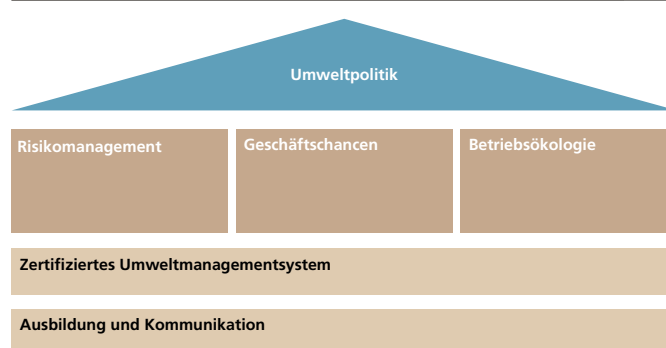 Umweltpolitik
Risikomanagement
Geschäftschancen
Betriebsökologie
Zertifiziertes Umweltmanagementsystem
Ausbildung und Kommunikation